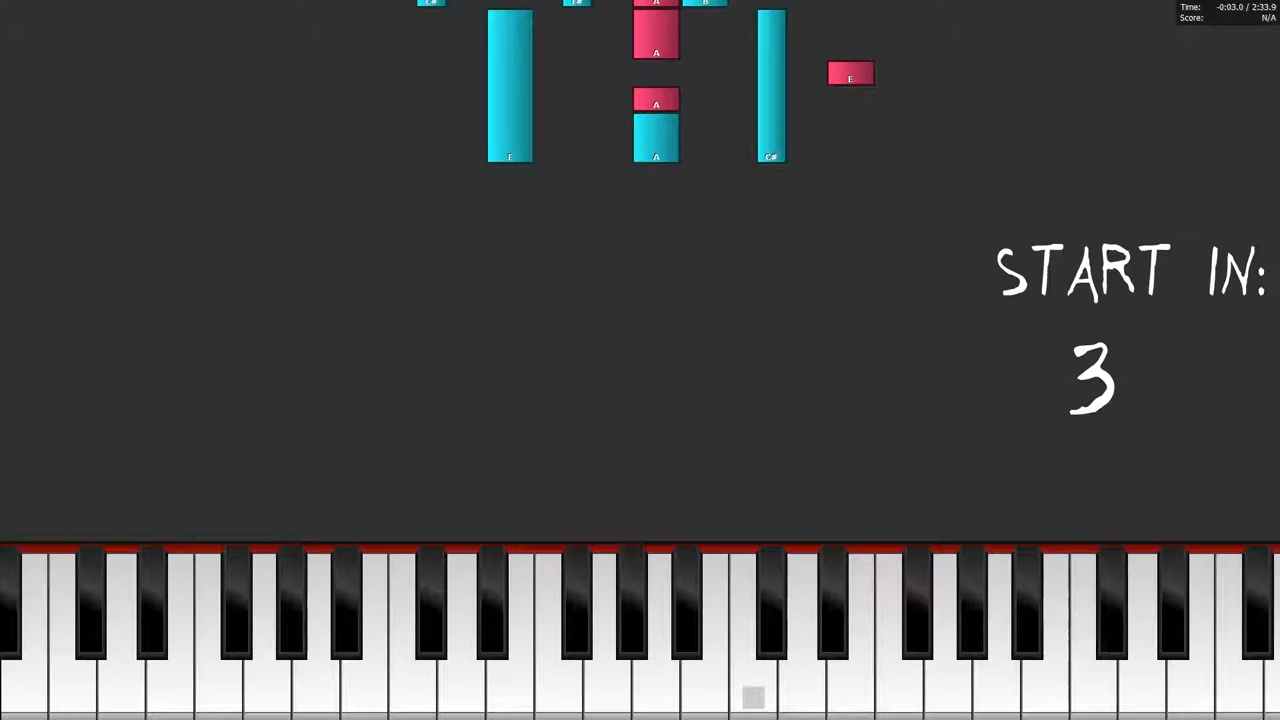 Time: -0:03.0 / 2:33.9
Score: N/A
C# F# A B
A
E
A
E A C#
START IN:
3